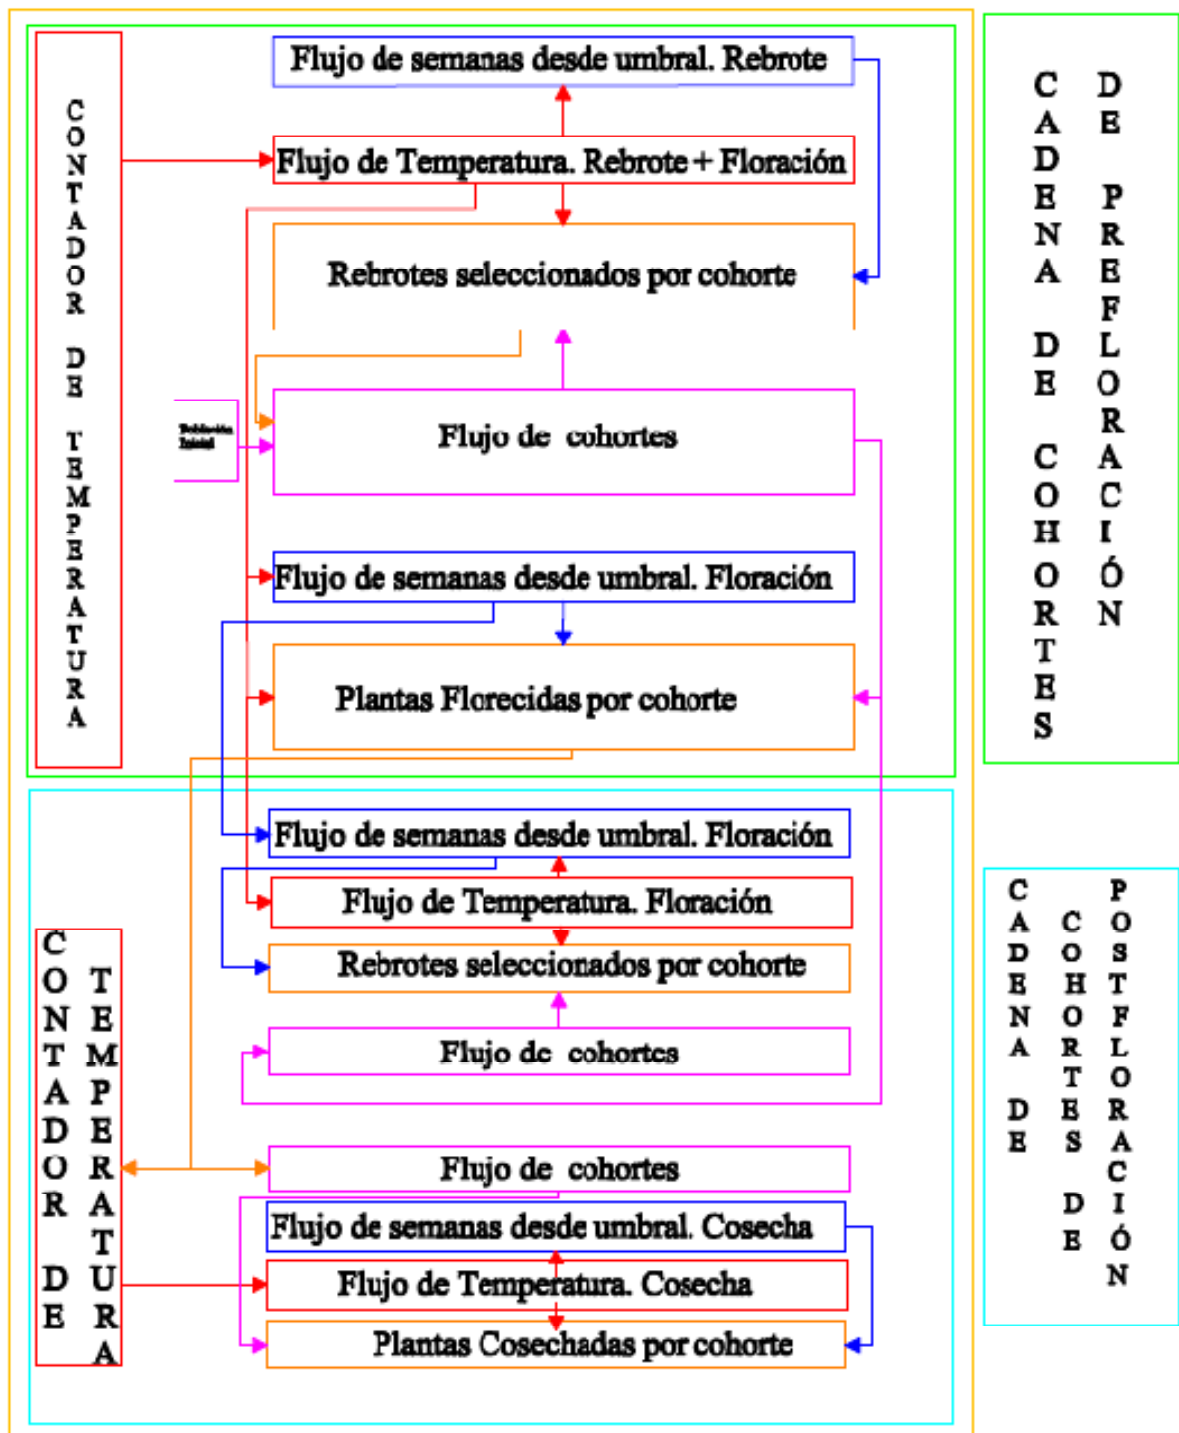 CONTADOR DE TEMPERATURA
Flujo de semanas desde umbral. Rebrote
Flujo de Temperatura. Rebrote + Floración
Rebrotes seleccionados por cohorte
Población
Inicial
Flujo de cohortes
Flujo de semanas desde umbral. Floración
Plantas Florecidas por cohorte
CADENA DE COHORTES
DE PREFLORACIÓN
CONTADOR DE
TEMPERATURA
Flujo de semanas desde umbral. Floración
Flujo de Temperatura. Floración
Rebrotes seleccionados por cohorte
Flujo de cohortes
Flujo de cohortes
Flujo de semanas desde umbral. Cosecha
Flujo de Temperatura. Cosecha
Plantas Cosechadas por cohorte
CADENA DE
COHORTES DE
POSTFLORACIÓN